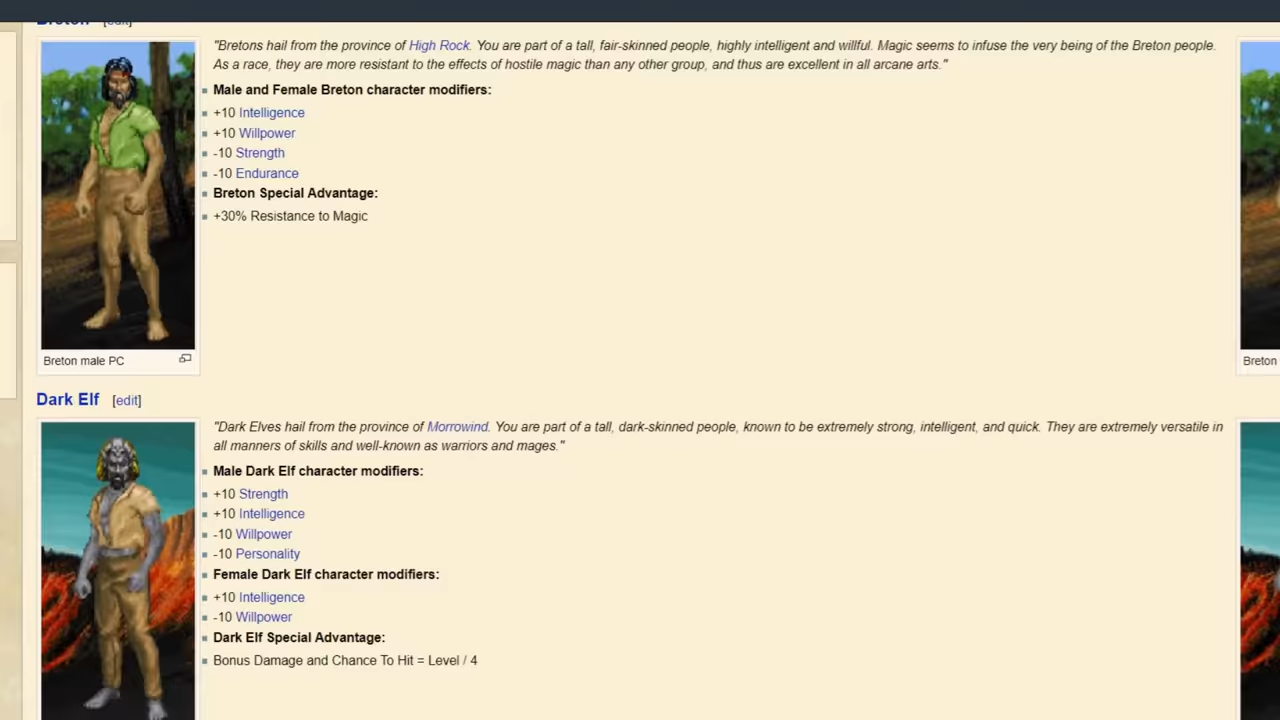 Breton [edit]
"Bretons hail from the province of High Rock. You are part of a tall, fair-skinned people, highly intelligent and willful. Magic seems to infuse the very being of the Breton people.
As a race, they are more resistant to the effects of hostile magic than any other group, and thus are excellent in all arcane arts."
Male and Female Breton character modifiers:
+10 Intelligence
+10 Willpower
-10 Strength
-10 Endurance
Breton Special Advantage:
+30% Resistance to Magic
Breton male PC
Breton
Dark Elf [edit]
"Dark Elves hail from the province of Morrowind. You are part of a tall, dark-skinned people, known to be extremely strong, intelligent, and quick. They are extremely versatile in
all manners of skills and well-known as warriors and mages."
Male Dark Elf character modifiers:
+10 Strength
+10 Intelligence
-10 Willpower
-10 Personality
Female Dark Elf character modifiers:
+10 Intelligence
-10 Willpower
Dark Elf Special Advantage:
Bonus Damage and Chance To Hit = Level / 4